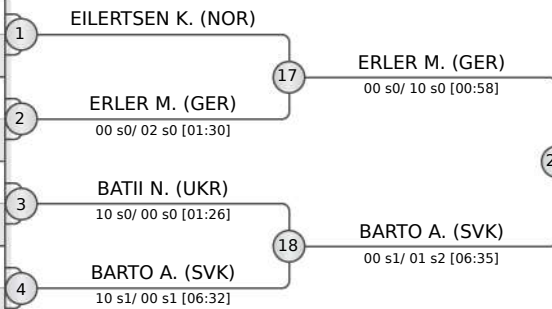 EILERTSEN K. (NOR)
1
17
ERLER M. (GER)
00 s0/ 10 s0 [00:58]
ERLER M. (GER)
2
00 s0/ 02 s0 [01:30]
BATII N. (UKR)
3
10 s0/ 00 s0 [01:26]
18
BARTO A. (SVK)
00 s1/ 01 s2 [06:35]
BARTO A. (SVK)
4
10 s1/ 00 s1 [06:32]